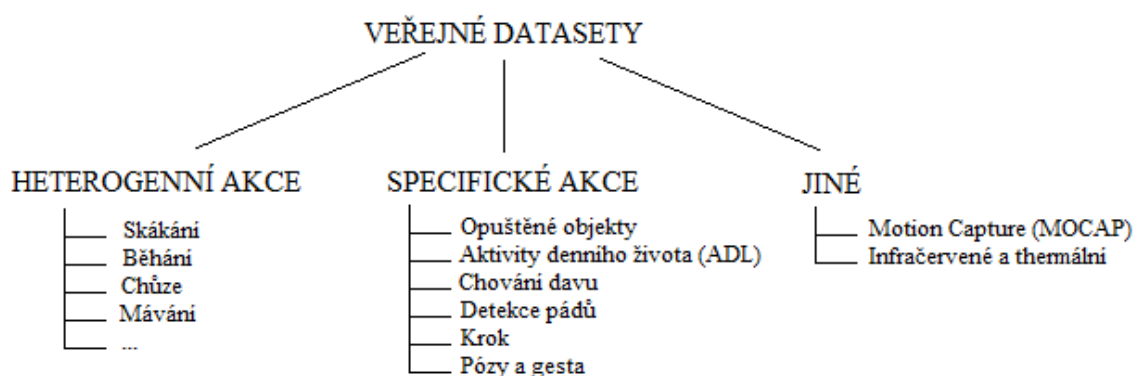 VEŘEJNÉ DATASETY
HETEROGENNÍ AKCE
Skákání
Běhání
Chůze
Mávání
...
SPECIFICKÉ AKCE
Opuštěné objekty
Aktivity denního života (ADL)
Chování davu
Detekce pádů
Krok
Pózy a gesta
JINÉ
Motion Capture (MOCAP)
Infračervené a thermální